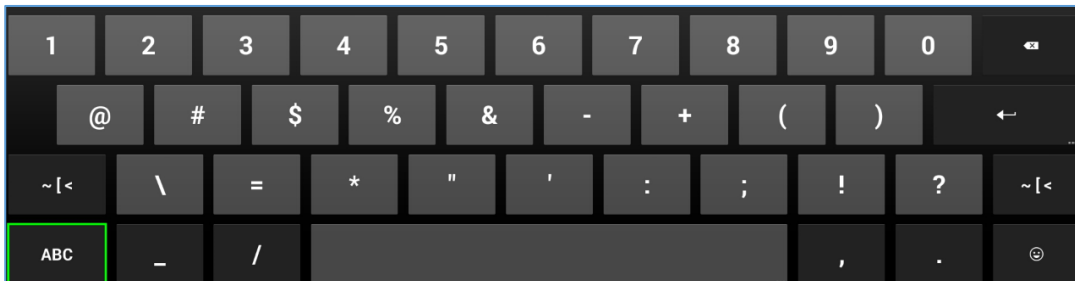 1 2 3 4 5 6 7 8 9 0
@ # $ % & - + ( )
~ [ < \ = * " ' : ; ! ? ~ [ <
ABC _ / , .